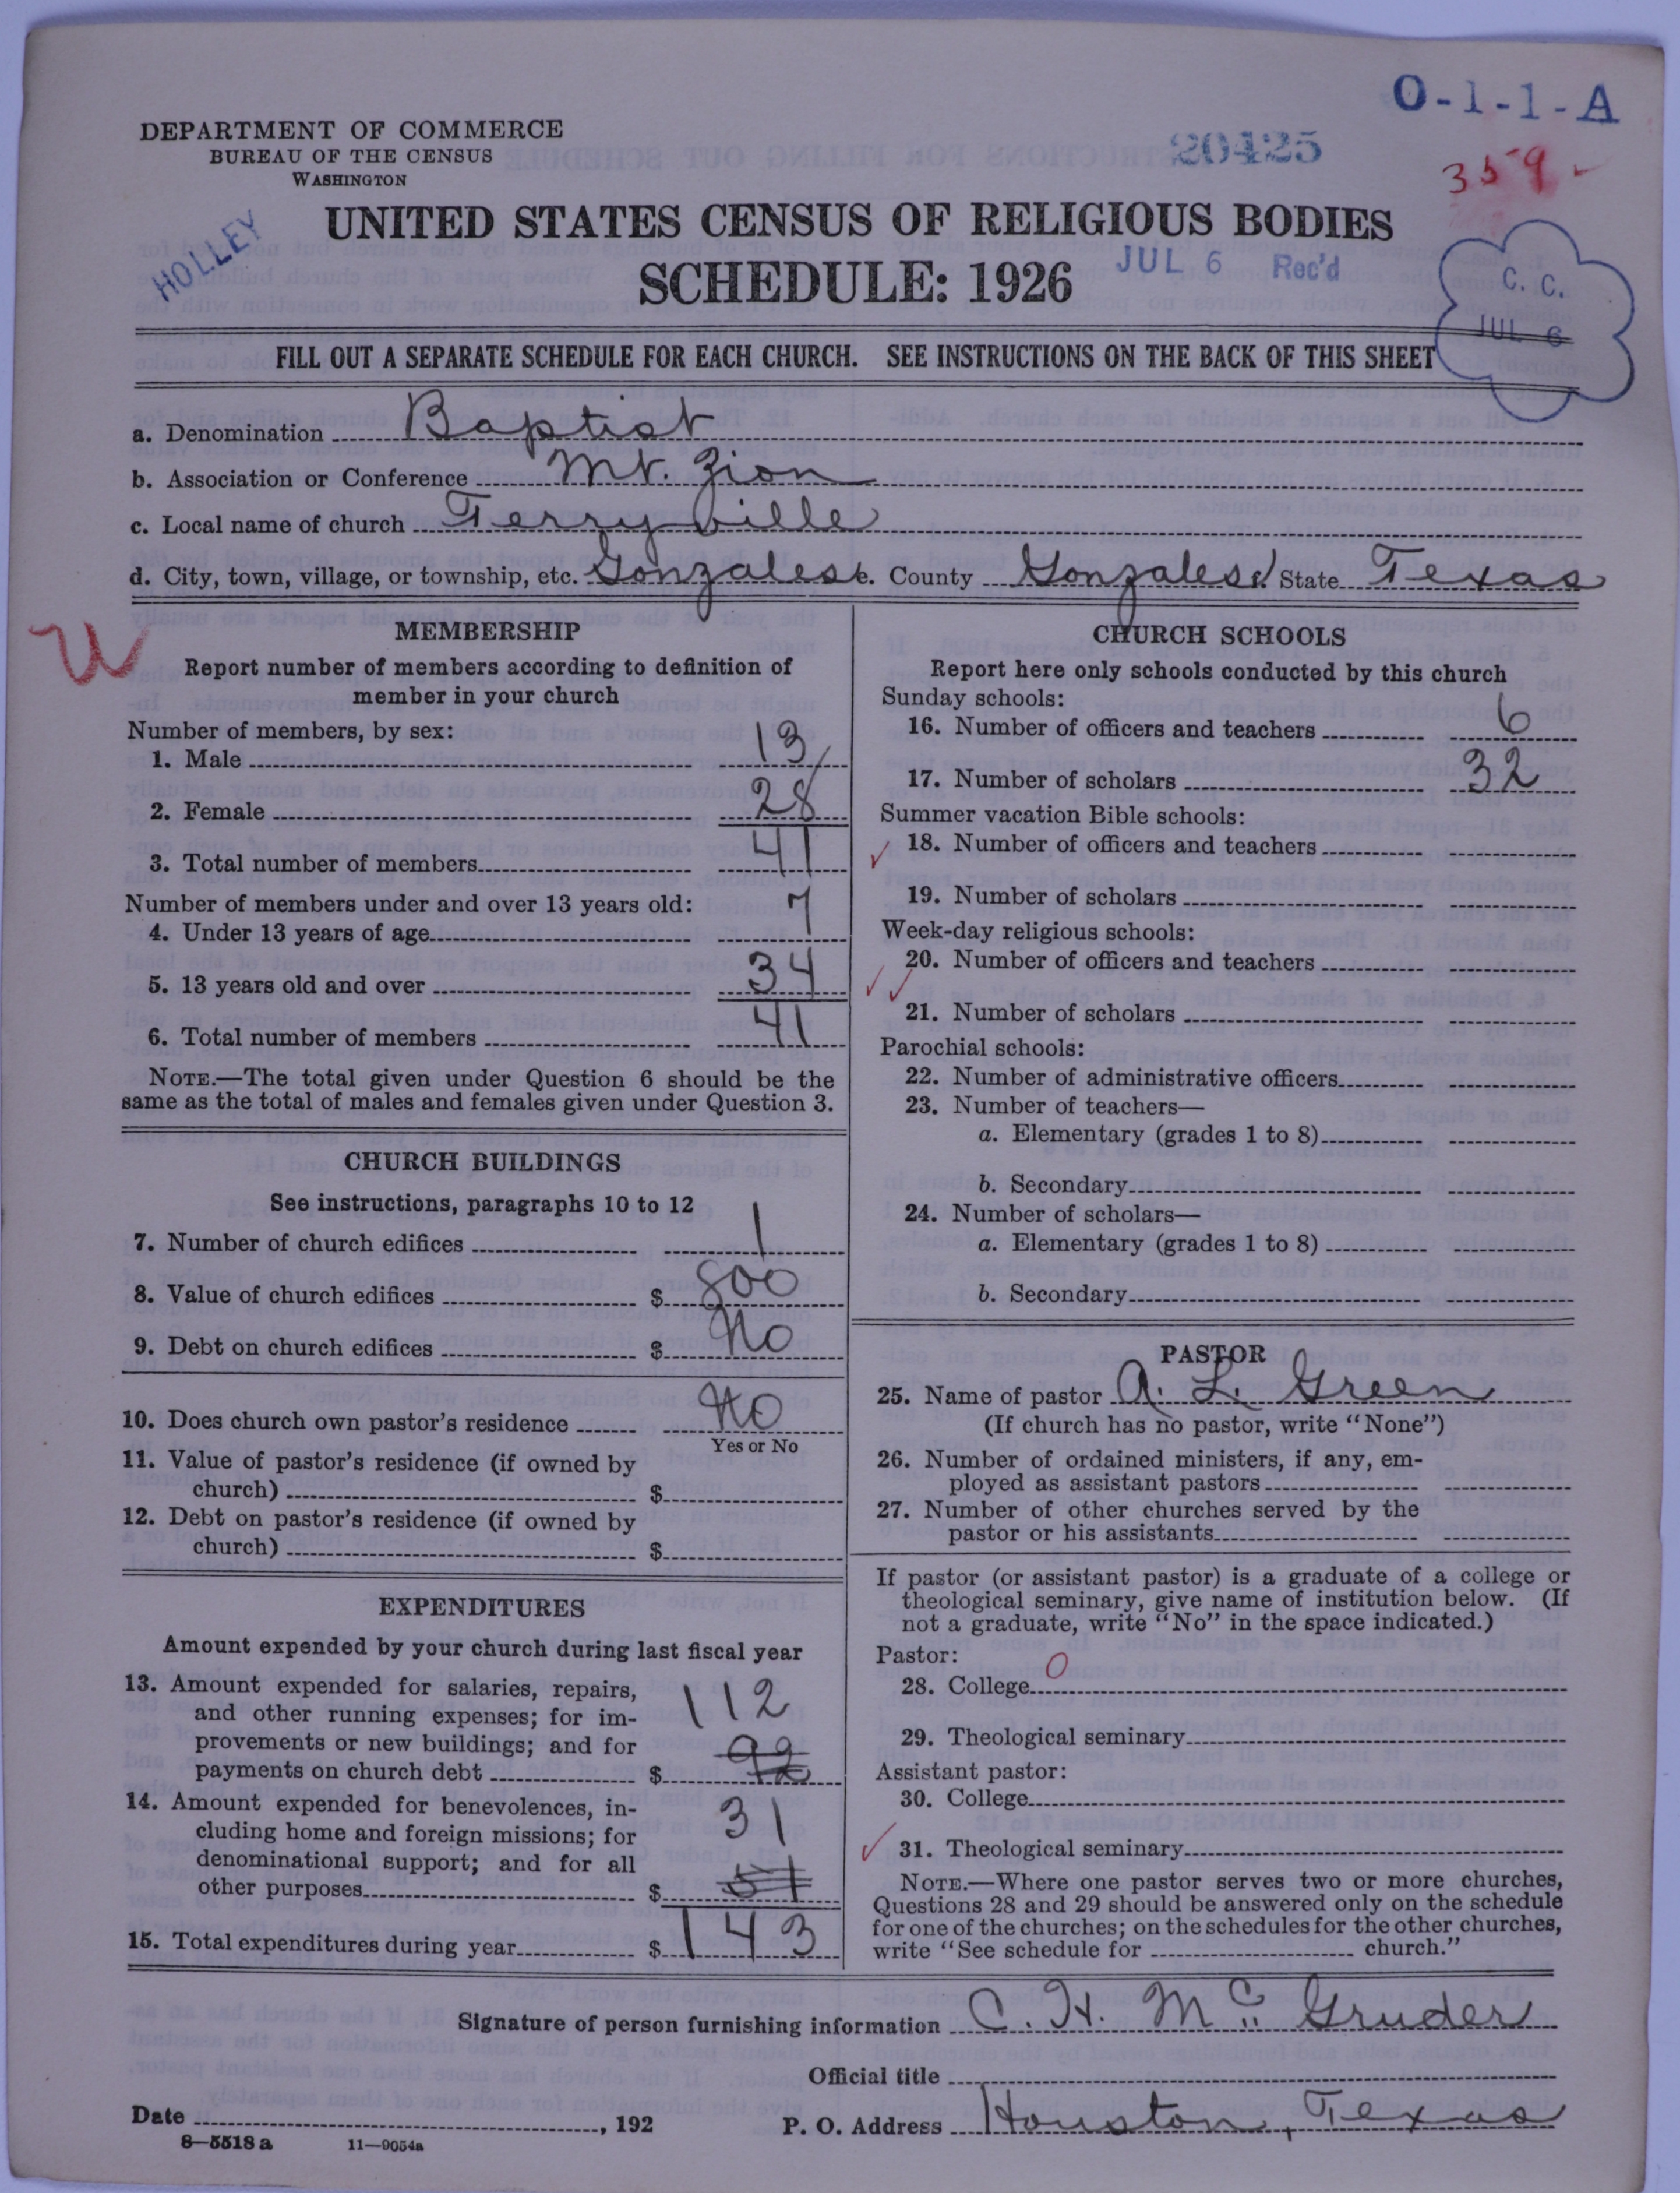 O-1-1-A
DEPARTMENT OF COMMERCE
BUREAU OF THE CENSUS
WASHINGTON
20425
359
HOLLEY
UNITED STATES CENSUS OF RELIGIOUS BODIES
SCHEDULE: 1926
JUL 6 Rec'd
C. C.
JUL 6
FILL OUT A SEPARATE SCHEDULE FOR EACH CHURCH. SEE INSTRUCTIONS ON THE BACK OF THIS SHEET
a. Denomination Baptist
b. Association or Conference Mt. Zion
c. Local name of church Terryville
d. City, town, village, or township, etc. Gonzales e. County Gonzales f. State Texas
W
MEMBERSHIP
Report number of members according to definition of
member in your church
Number of members, by sex:
1. Male 13
2. Female 28
3. Total number of members 41
Number of members under and over 13 years old:
4. Under 13 years of age 7
5. 13 years old and over 34
6. Total number of members 41
NOTE.—The total given under Question 6 should be the
same as the total of males and females given under Question 3.
CHURCH BUILDINGS
See instructions, paragraphs 10 to 12
7. Number of church edifices 1
8. Value of church edifices $ 800
9. Debt on church edifices $ No
10. Does church own pastor's residence No
Yes or No
11. Value of pastor's residence (if owned by
church) $
12. Debt on pastor's residence (if owned by
church) $
EXPENDITURES
Amount expended by your church during last fiscal year
13. Amount expended for salaries, repairs,
and other running expenses; for im-
provements or new buildings; and for
payments on church debt $ 112
92
14. Amount expended for benevolences, in-
cluding home and foreign missions; for
denominational support; and for all
other purposes $ 31
51
15. Total expenditures during year $ 143
CHURCH SCHOOLS
Report here only schools conducted by this church
Sunday schools:
16. Number of officers and teachers 6
17. Number of scholars 32
Summer vacation Bible schools:
18. Number of officers and teachers
19. Number of scholars
Week-day religious schools:
20. Number of officers and teachers
21. Number of scholars
Parochial schools:
22. Number of administrative officers
23. Number of teachers—
a. Elementary (grades 1 to 8)
b. Secondary
24. Number of scholars—
a. Elementary (grades 1 to 8)
b. Secondary
PASTOR
25. Name of pastor A. L. Green
(If church has no pastor, write "None")
26. Number of ordained ministers, if any, em-
ployed as assistant pastors
27. Number of other churches served by the
pastor or his assistants
If pastor (or assistant pastor) is a graduate of a college or
theological seminary, give name of institution below. (If
not a graduate, write "No" in the space indicated.)
Pastor:
28. College 0
29. Theological seminary
Assistant pastor:
30. College
31. Theological seminary
NOTE.—Where one pastor serves two or more churches,
Questions 28 and 29 should be answered only on the schedule
for one of the churches; on the schedules for the other churches,
write "See schedule for church."
Signature of person furnishing information C. H. McGruder
Official title
Date , 192 P. O. Address Houston, Texas
8—5518 a 11—9054a